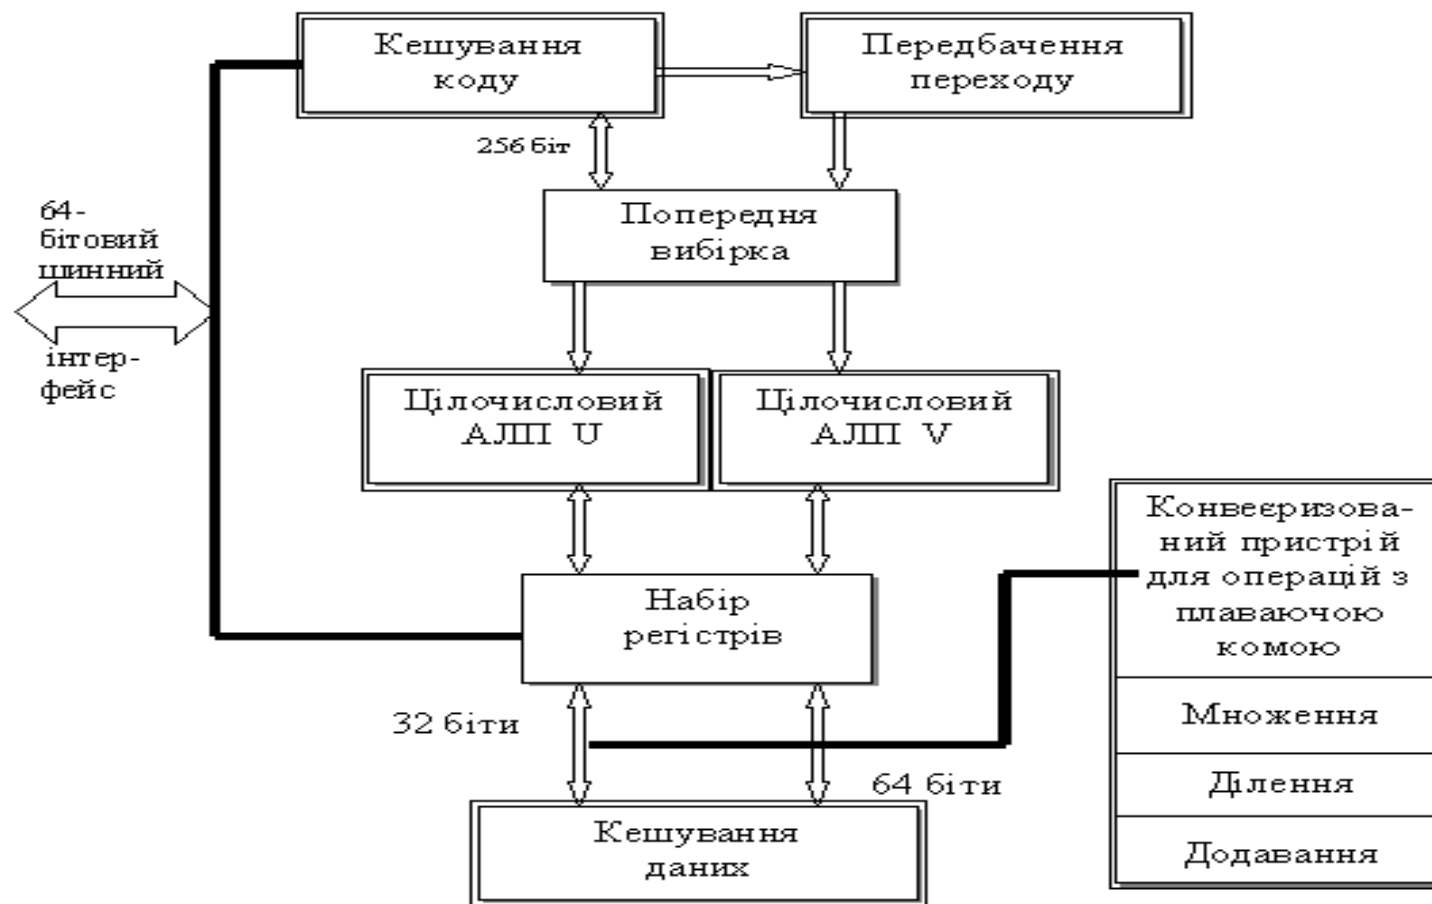 Кешування
коду
Передбачення
переходу
256 біт
Попередня
вибірка
64-
бітовий
шинний
інтер-
фейс
Цілочисловий
АЛП U
Цілочисловий
АЛП V
Конвеєризова-
ний пристрій
для операцій з
плаваючою
комою
Множення
Ділення
Додавання
Набір
регістрів
32 біти
64 біти
Кешування
даних